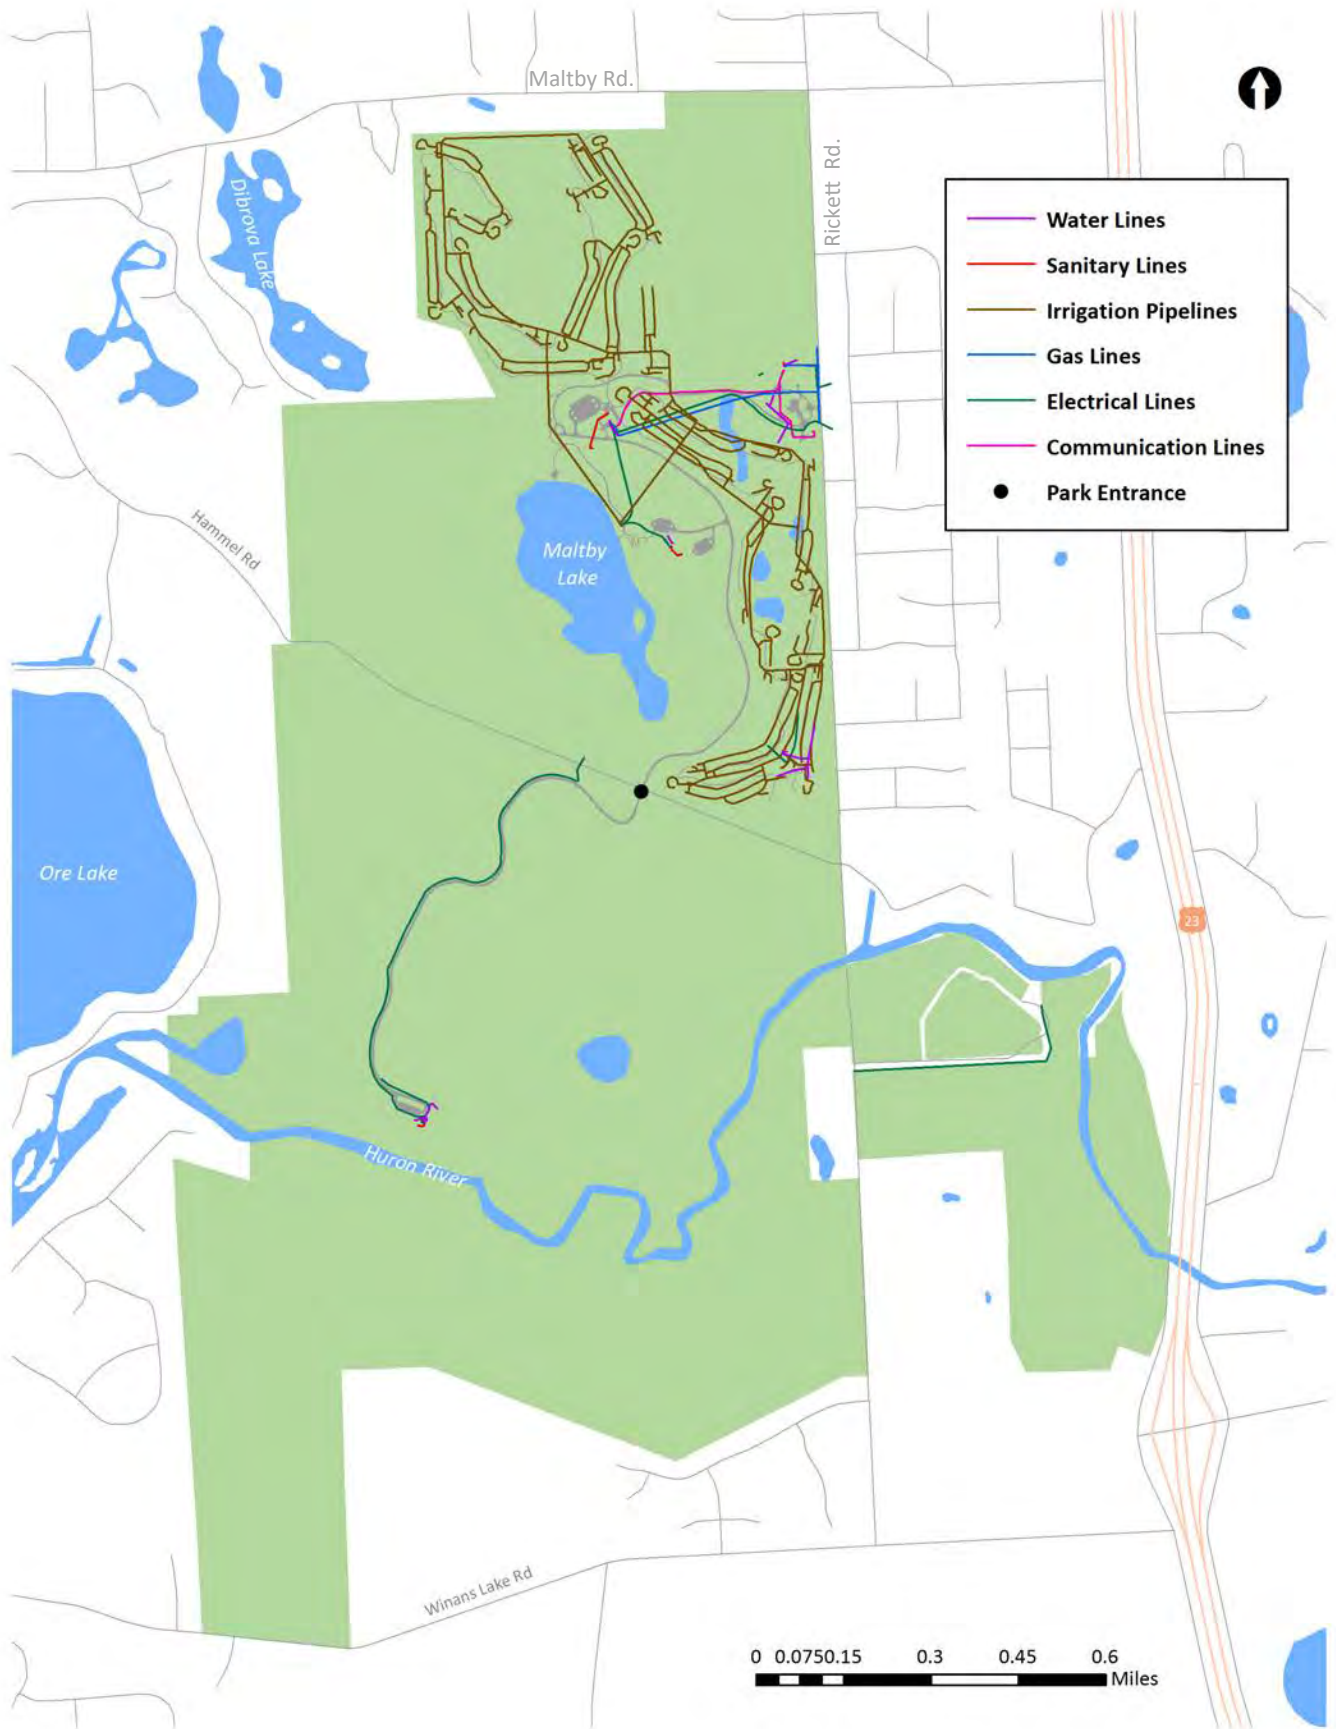 Maltby Rd.
Rickett Rd.
Dibrova Lake
Water Lines
Sanitary Lines
Irrigation Pipelines
Gas Lines
Electrical Lines
Communication Lines
Park Entrance
Hammel Rd
Maltby
Lake
Ore Lake
23
Huron River
Winans Lake Rd
0 0.0750.15 0.3 0.45 0.6
Miles